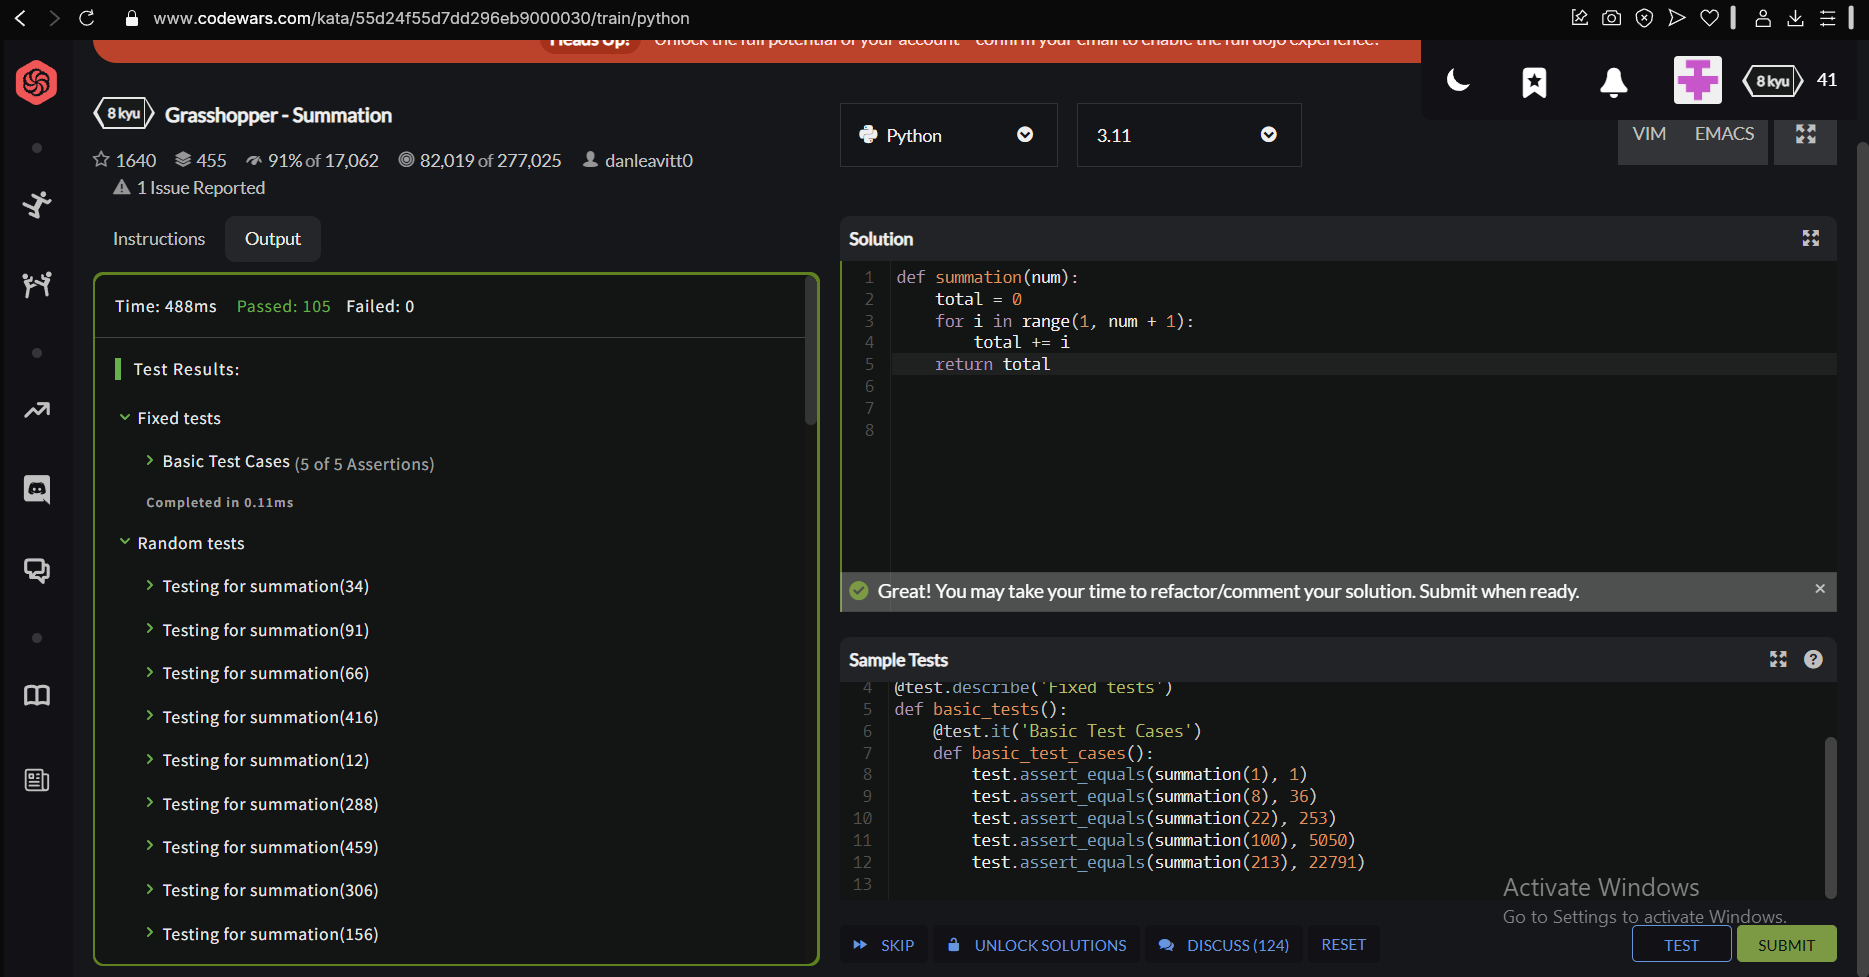 www.codewars.com/kata/55d24f55d7dd296eb9000030/train/python
Heads Up! Unlock the full potential of your account - confirm your email to enable the full dojo experience.
8 kyu 41
8 kyu Grasshopper - Summation
1640 455 91% of 17,062 82,019 of 277,025 danleavitt0
1 Issue Reported
Python
3.11
VIM EMACS
Instructions Output
Time: 488ms Passed: 105 Failed: 0
Test Results:
Fixed tests
Basic Test Cases (5 of 5 Assertions)
Completed in 0.11ms
Random tests
Testing for summation(34)
Testing for summation(91)
Testing for summation(66)
Testing for summation(416)
Testing for summation(12)
Testing for summation(288)
Testing for summation(459)
Testing for summation(306)
Testing for summation(156)
Solution
1 def summation(num):
2     total = 0
3     for i in range(1, num + 1):
4         total += i
5     return total
6
7
8
Great! You may take your time to refactor/comment your solution. Submit when ready.
Sample Tests
4 @test.describe('Fixed tests')
5 def basic_tests():
6     @test.it('Basic Test Cases')
7     def basic_test_cases():
8         test.assert_equals(summation(1), 1)
9         test.assert_equals(summation(8), 36)
10         test.assert_equals(summation(22), 253)
11         test.assert_equals(summation(100), 5050)
12         test.assert_equals(summation(213), 22791)
13
Activate Windows
Go to Settings to activate Windows.
SKIP UNLOCK SOLUTIONS DISCUSS (124) RESET TEST SUBMIT